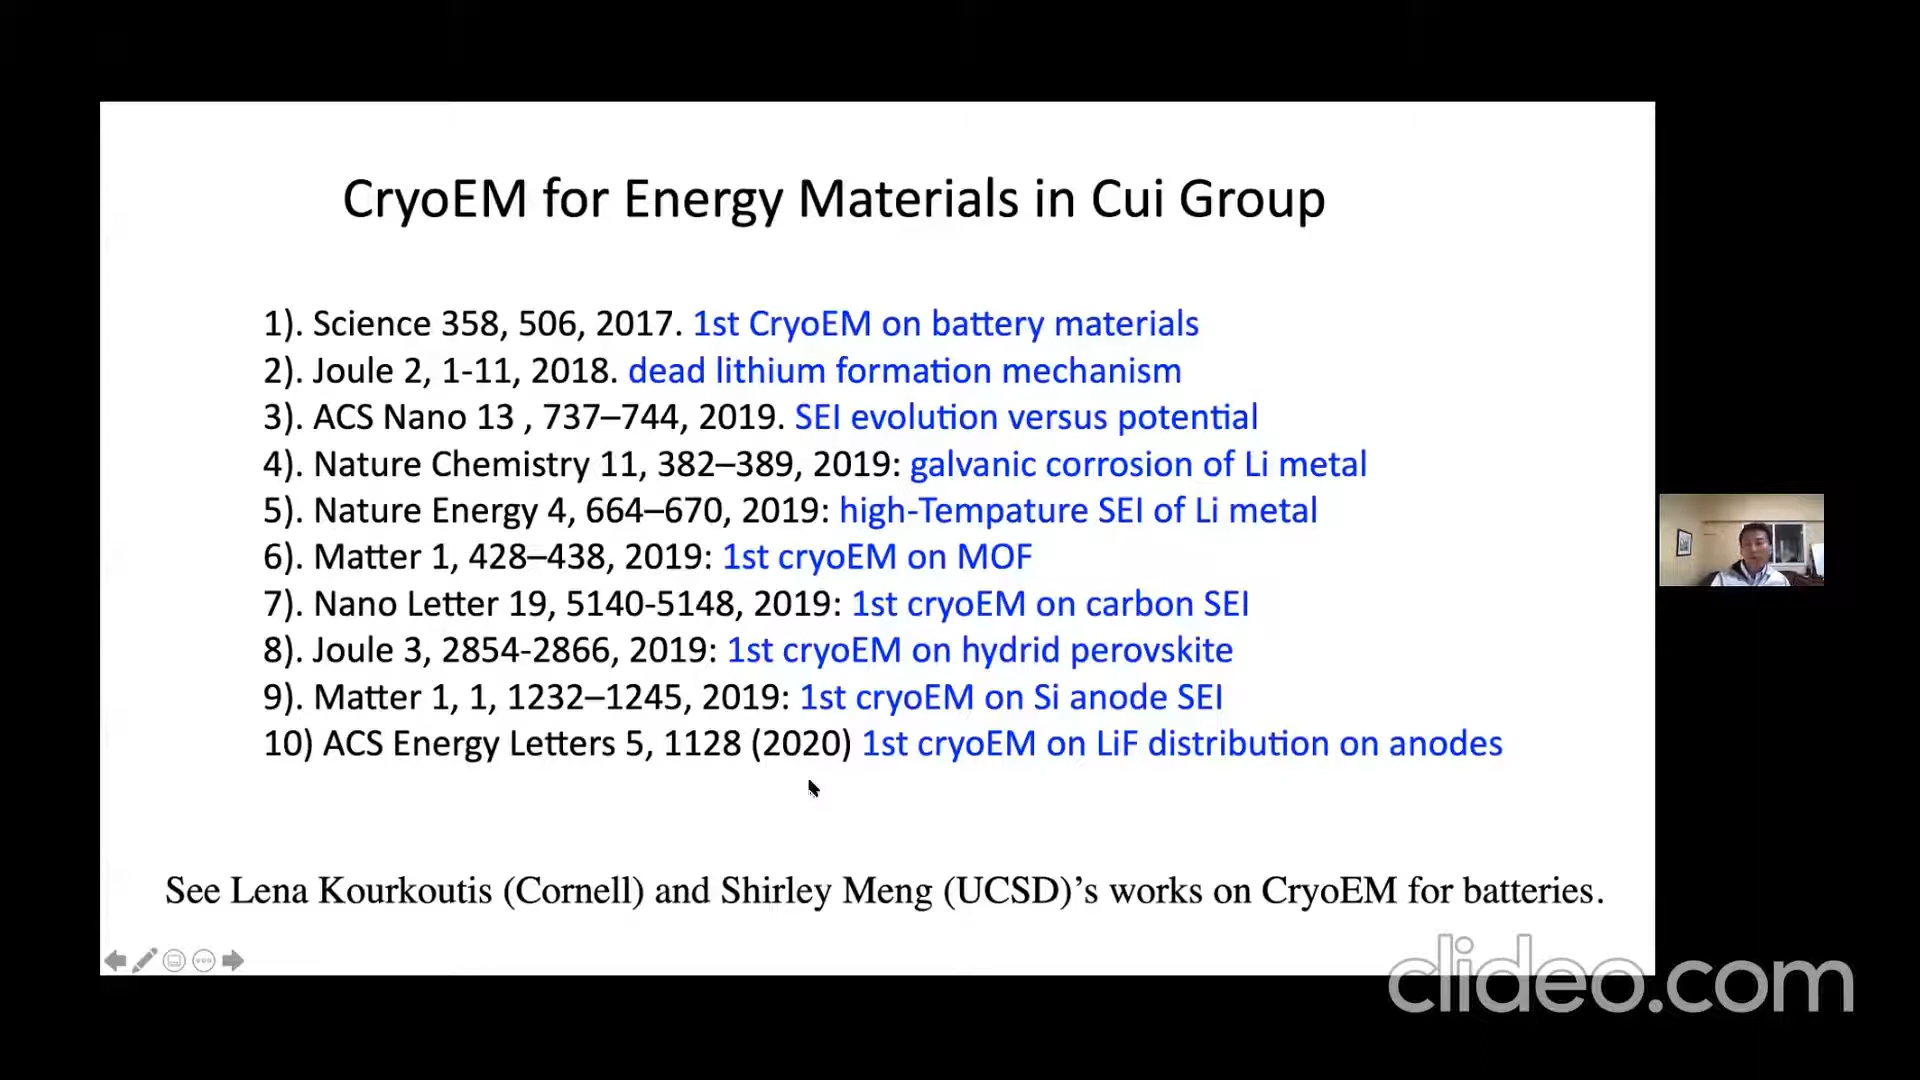 CryoEM for Energy Materials in Cui Group
1). Science 358, 506, 2017. 1st CryoEM on battery materials
2). Joule 2, 1-11, 2018. dead lithium formation mechanism
3). ACS Nano 13 , 737–744, 2019. SEI evolution versus potential
4). Nature Chemistry 11, 382–389, 2019: galvanic corrosion of Li metal
5). Nature Energy 4, 664–670, 2019: high-Tempature SEI of Li metal
6). Matter 1, 428–438, 2019: 1st cryoEM on MOF
7). Nano Letter 19, 5140-5148, 2019: 1st cryoEM on carbon SEI
8). Joule 3, 2854-2866, 2019: 1st cryoEM on hydrid perovskite
9). Matter 1, 1, 1232–1245, 2019: 1st cryoEM on Si anode SEI
10) ACS Energy Letters 5, 1128 (2020) 1st cryoEM on LiF distribution on anodes
See Lena Kourkoutis (Cornell) and Shirley Meng (UCSD)’s works on CryoEM for batteries.
clideo.com